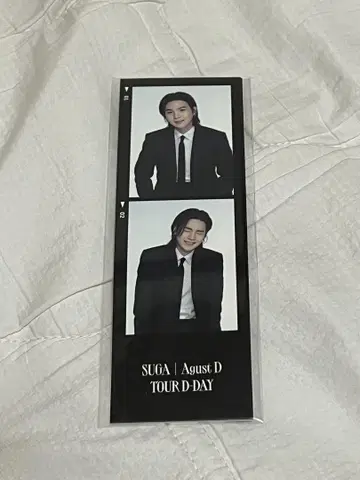 SUGA | Agust D
TOUR D-DAY